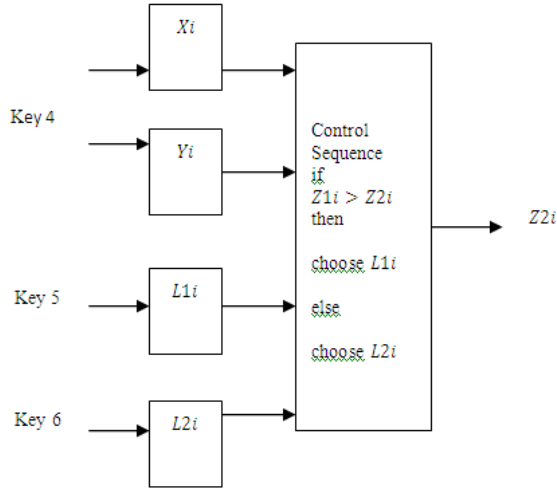 Xi
Key 4
Yi
Control
Sequence
if
Z1i > Z2i
then
choose L1i
else
choose L2i
Z2i
Key 5
L1i
Key 6
L2i